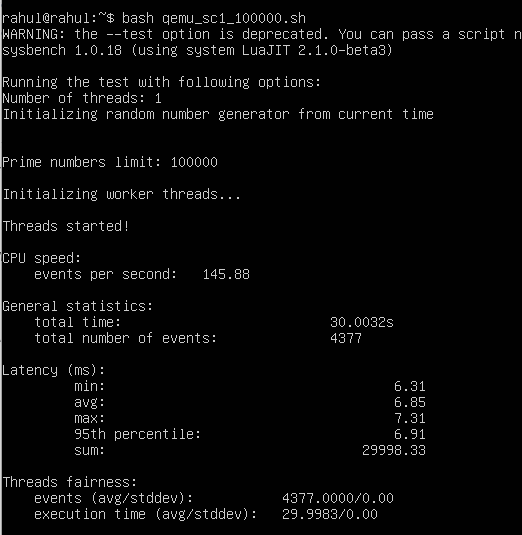 rahul@rahul:~$ bash qemu_sc1_100000.sh
WARNING: the --test option is deprecated. You can pass a script n
sysbench 1.0.18 (using system LuaJIT 2.1.0-beta3)
Running the test with following options:
Number of threads: 1
Initializing random number generator from current time
Prime numbers limit: 100000
Initializing worker threads...
Threads started!
CPU speed:
events per second: 145.88
General statistics:
total time: 30.0032s
total number of events: 4377
Latency (ms):
min: 6.31
avg: 6.85
max: 7.31
95th percentile: 6.91
sum: 29998.33
Threads fairness:
events (avg/stddev): 4377.0000/0.00
execution time (avg/stddev): 29.9983/0.00